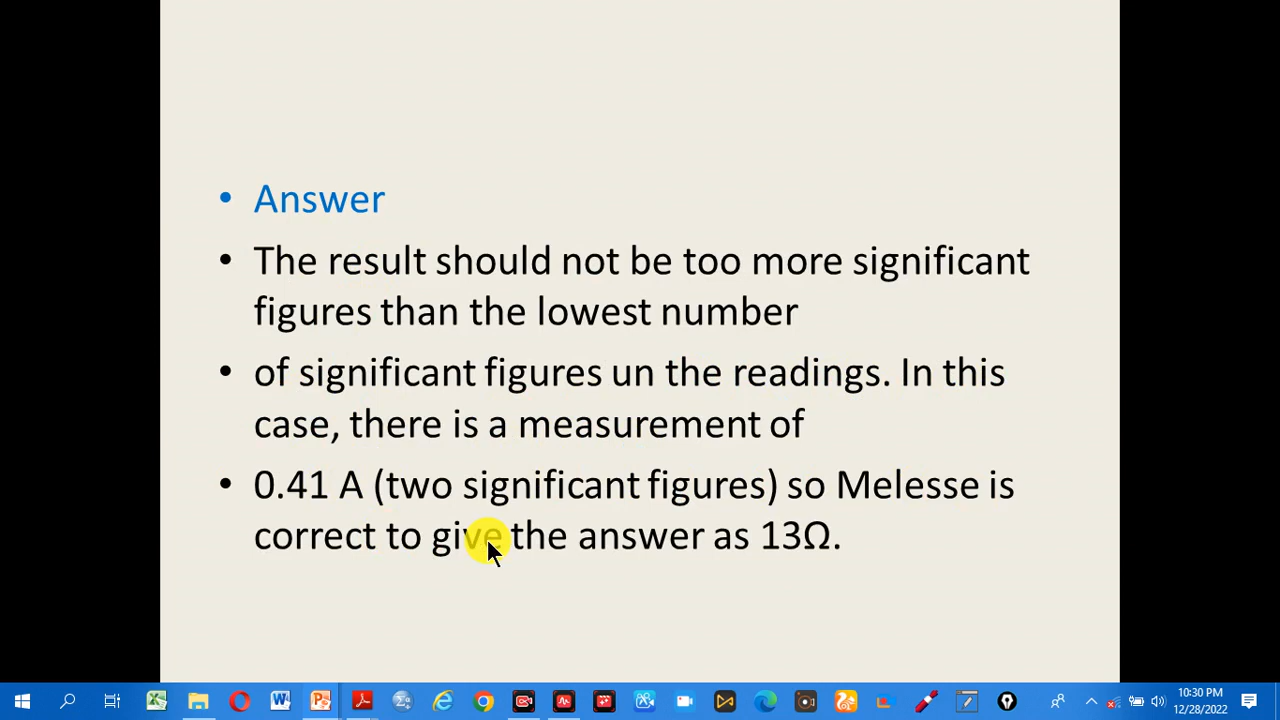 • Answer
• The result should not be too more significant
figures than the lowest number
• of significant figures un the readings. In this
case, there is a measurement of
• 0.41 A (two significant figures) so Melesse is
correct to give the answer as 13Ω.
10:30 PM
12/28/2022